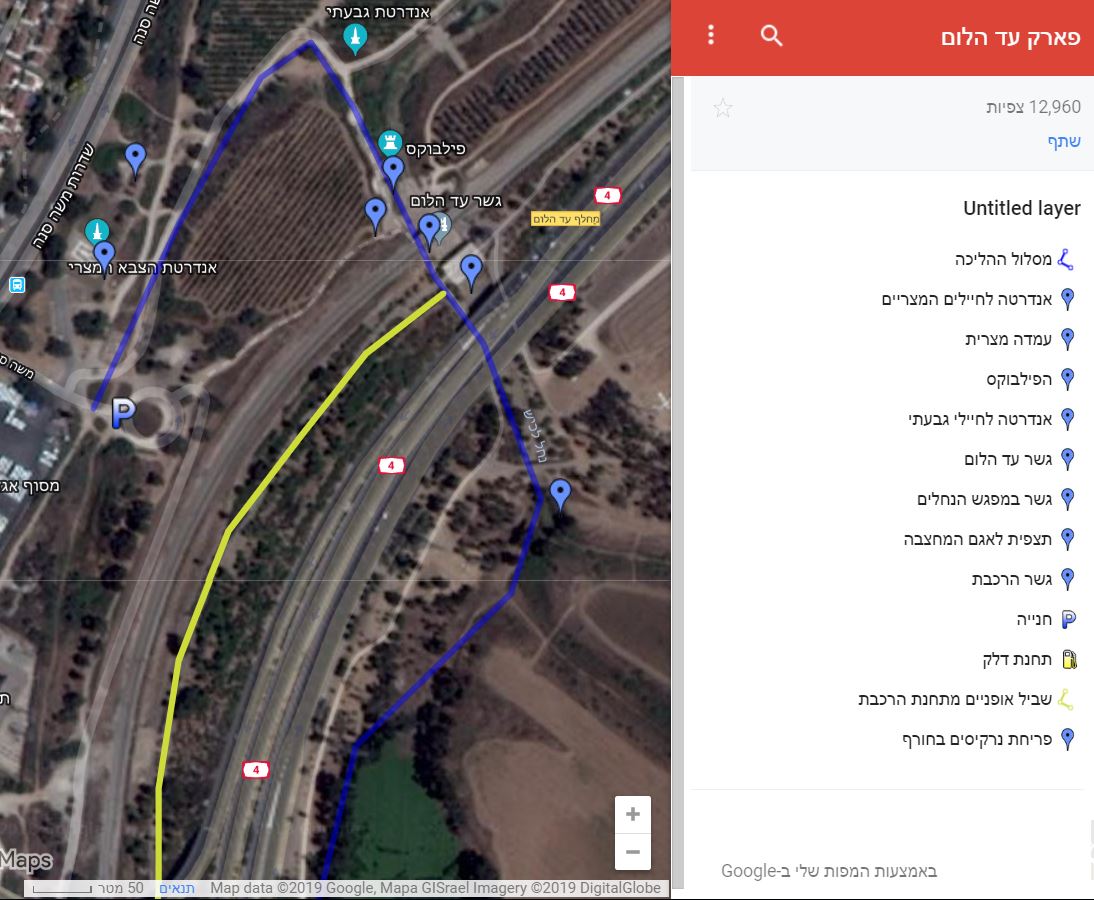 פארק עד הלום
12,960 צפיות
שתף
Untitled layer
מסלול ההליכה
אנדרטה לחיילים המצריים
עמדה מצרית
הפילבוקס
אנדרטה לחיילי גבעתי
גשר עד הלום
גשר במפגש הנחלים
תצפית לאגם המחצבה
גשר הרכבת
חנייה
תחנת דלק
שביל אופניים מתחנת הרכבת
פריחת נרקיסים בחורף
באמצעות המפות שלי ב-Google
אנדרטת גבעתי
משה סנה
פילבוקס
שדרות משה סנה
גשר עד הלום
4
מחלף עד הלום
אנדרטת הצבא המצרי
4
משה ס
P
נחל לכיש
4
מסוף אג
ת
4
Maps
50 מטר
תנאים
Map data ©2019 Google, Mapa GISrael Imagery ©2019 DigitalGlobe